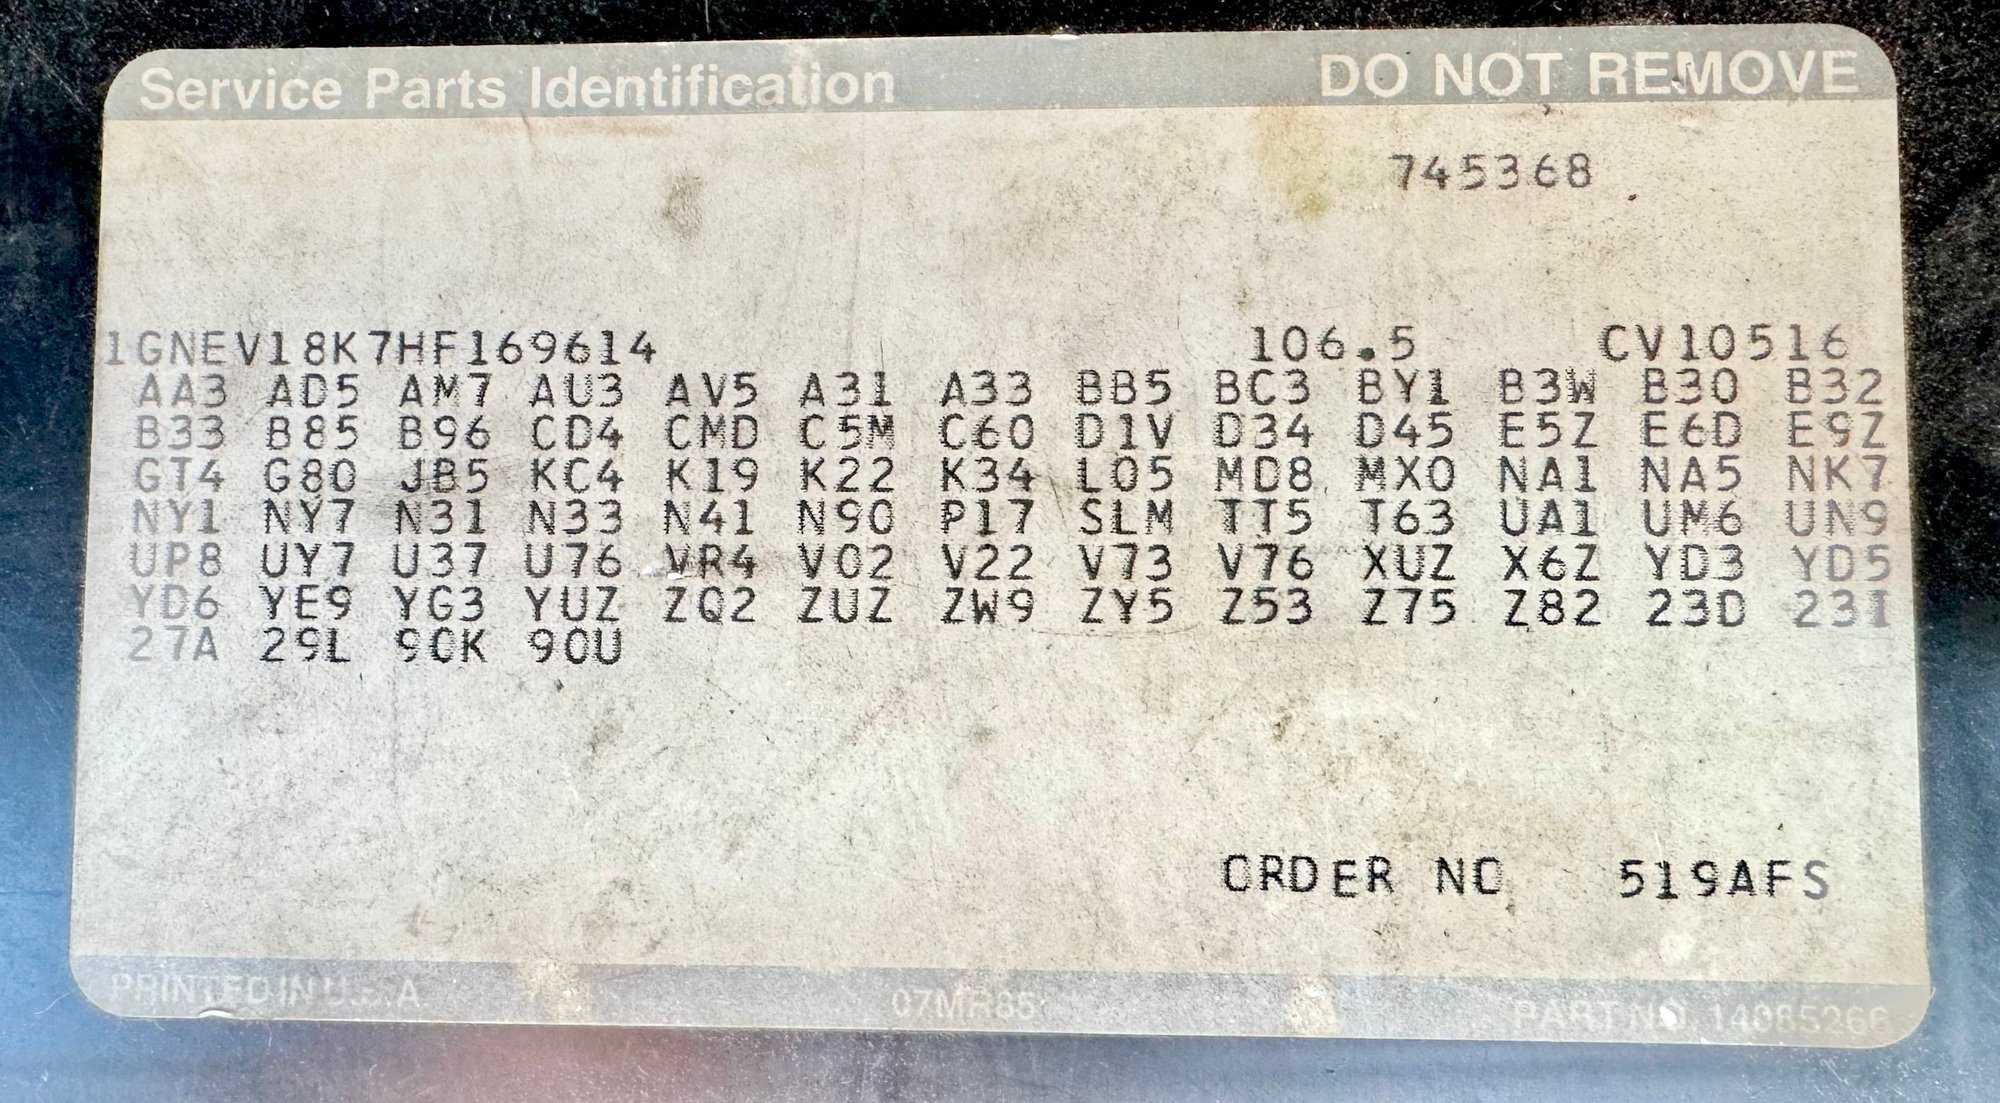 Service Parts Identification DO NOT REMOVE
745368
1GNEV18K7HF169614 106.5 CV10516
AA3 AD5 AM7 AU3 AV5 A31 A33 BB5 BC3 BY1 B3W B30 B32
B33 B85 B96 CD4 CMD C5M C60 D1V D34 D45 E5Z E6D E9Z
GT4 G80 JB5 KC4 K19 K22 K34 L05 MD8 MX0 NA1 NA5 NK7
NY1 NY7 N31 N33 N41 N90 P17 SLM TT5 T63 UA1 UM6 UN9
UP8 UY7 U37 U76 VR4 V02 V22 V73 V76 XUZ X6Z YD3 YD5
YD6 YE9 YG3 YUZ ZQ2 ZUZ ZW9 ZY5 Z53 Z75 Z82 23D 23I
27A 29L 90K 90U
ORDER NO 519AFS
PRINTED IN U.S.A. 07MR85 PART NO. 14085266